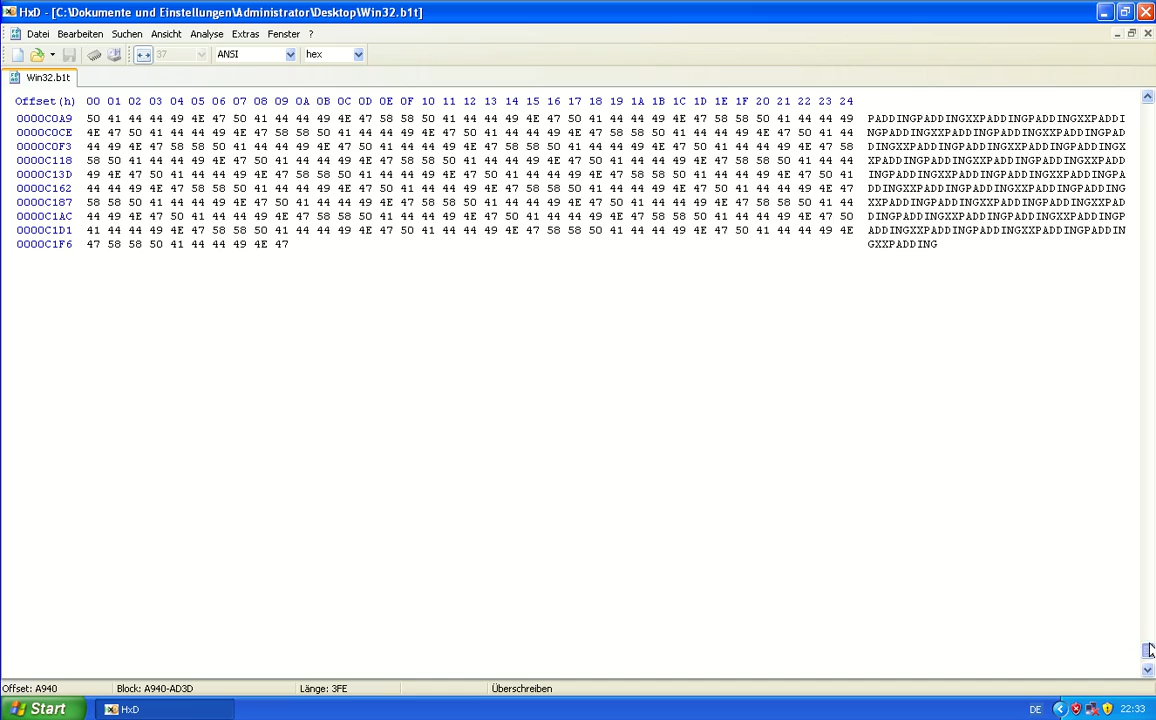 HxD - [C:\Dokumente und Einstellungen\Administrator\Desktop\Win32.b1t]
Datei Bearbeiten Suchen Ansicht Analyse Extras Fenster ?
37 ANSI hex
Win32.b1t
Offset(h) 00 01 02 03 04 05 06 07 08 09 0A 0B 0C 0D 0E 0F 10 11 12 13 14 15 16 17 18 19 1A 1B 1C 1D 1E 1F 20 21 22 23 24
0000C0A9 50 41 44 44 49 4E 47 50 41 44 44 49 4E 47 58 58 50 41 44 44 49 4E 47 50 41 44 44 49 4E 47 58 58 50 41 44 44 49 PADDINGPADDINGXXPADDINGPADDINGXXPADDI
0000C0CE 4E 47 50 41 44 44 49 4E 47 58 58 50 41 44 44 49 4E 47 50 41 44 44 49 4E 47 58 58 50 41 44 44 49 4E 47 50 41 44 NGPADDINGXXPADDINGPADDINGXXPADDINGPAD
0000C0F3 44 49 4E 47 58 58 50 41 44 44 49 4E 47 50 41 44 44 49 4E 47 58 58 50 41 44 44 49 4E 47 50 41 44 44 49 4E 47 58 DINGXXPADDINGPADDINGXXPADDINGPADDINGX
0000C118 58 50 41 44 44 49 4E 47 50 41 44 44 49 4E 47 58 58 50 41 44 44 49 4E 47 50 41 44 44 49 4E 47 58 58 50 41 44 44 XPADDINGPADDINGXXPADDINGPADDINGXXPADD
0000C13D 49 4E 47 50 41 44 44 49 4E 47 58 58 50 41 44 44 49 4E 47 50 41 44 44 49 4E 47 58 58 50 41 44 44 49 4E 47 50 41 INGPADDINGXXPADDINGPADDINGXXPADDINGPA
0000C162 44 44 49 4E 47 58 58 50 41 44 44 49 4E 47 50 41 44 44 49 4E 47 58 58 50 41 44 44 49 4E 47 50 41 44 44 49 4E 47 DDINGXXPADDINGPADDINGXXPADDINGPADDING
0000C187 58 58 50 41 44 44 49 4E 47 50 41 44 44 49 4E 47 58 58 50 41 44 44 49 4E 47 50 41 44 44 49 4E 47 58 58 50 41 44 XXPADDINGPADDINGXXPADDINGPADDINGXXPAD
0000C1AC 44 49 4E 47 50 41 44 44 49 4E 47 58 58 50 41 44 44 49 4E 47 50 41 44 44 49 4E 47 58 58 50 41 44 44 49 4E 47 50 DINGPADDINGXXPADDINGPADDINGXXPADDINGP
0000C1D1 41 44 44 49 4E 47 58 58 50 41 44 44 49 4E 47 50 41 44 44 49 4E 47 58 58 50 41 44 44 49 4E 47 50 41 44 44 49 4E ADDINGXXPADDINGPADDINGXXPADDINGPADDIN
0000C1F6 47 58 58 50 41 44 44 49 4E 47 GXXPADDING
Offset: A940 Block: A940-AD3D Länge: 3FE Überschreiben
Start HxD DE 22:33